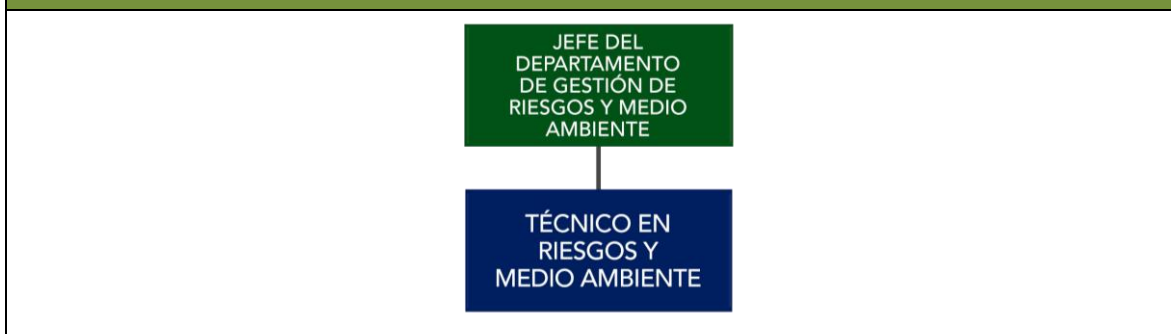 JEFE DEL
DEPARTAMENTO
DE GESTIÓN DE
RIESGOS Y MEDIO
AMBIENTE
TÉCNICO EN
RIESGOS Y
MEDIO AMBIENTE